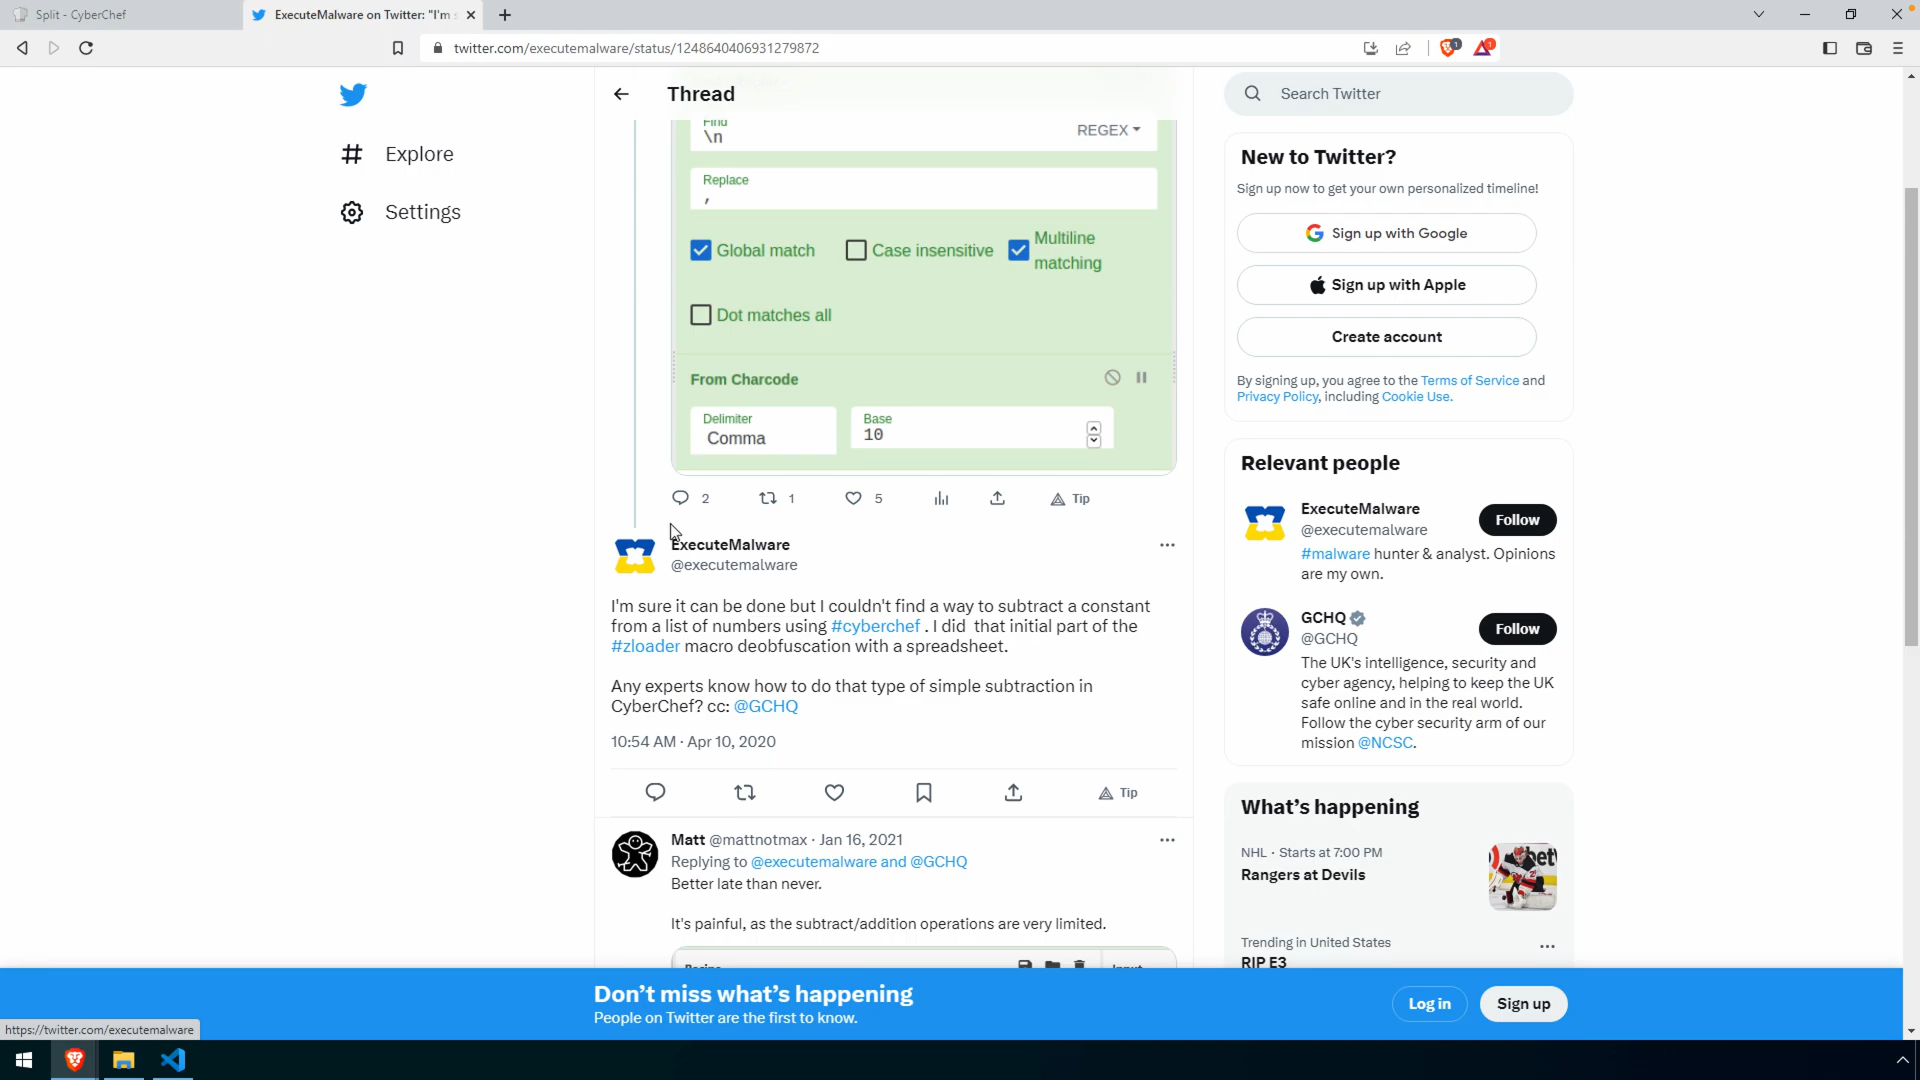 Split - CyberChef
ExecuteMalware on Twitter: "I'm s
twitter.com/executemalware/status/1248640406931279872
1
1
Explore
Settings
Thread
Find
\n
REGEX
Replace
,
Global match
Case insensitive
Multiline
matching
Dot matches all
From Charcode
Delimiter
Comma
Base
10
2
1
5
Tip
ExecuteMalware
@executemalware
I'm sure it can be done but I couldn't find a way to subtract a constant
from a list of numbers using #cyberchef . I did  that initial part of the
#zloader macro deobfuscation with a spreadsheet.
Any experts know how to do that type of simple subtraction in
CyberChef? cc: @GCHQ
10:54 AM · Apr 10, 2020
Tip
Matt @mattnotmax · Jan 16, 2021
Replying to @executemalware and @GCHQ
Better late than never.
It's painful, as the subtract/addition operations are very limited.
Recipe
Input
Search Twitter
New to Twitter?
Sign up now to get your own personalized timeline!
Sign up with Google
Sign up with Apple
Create account
By signing up, you agree to the Terms of Service and
Privacy Policy, including Cookie Use.
Relevant people
ExecuteMalware
@executemalware
Follow
#malware hunter & analyst. Opinions
are my own.
GCHQ
@GCHQ
Follow
The UK's intelligence, security and
cyber agency, helping to keep the UK
safe online and in the real world.
Follow the cyber security arm of our
mission @NCSC.
What's happening
NHL · Starts at 7:00 PM
Rangers at Devils
Trending in United States
RIP E3
Don't miss what's happening
People on Twitter are the first to know.
Log in
Sign up
https://twitter.com/executemalware